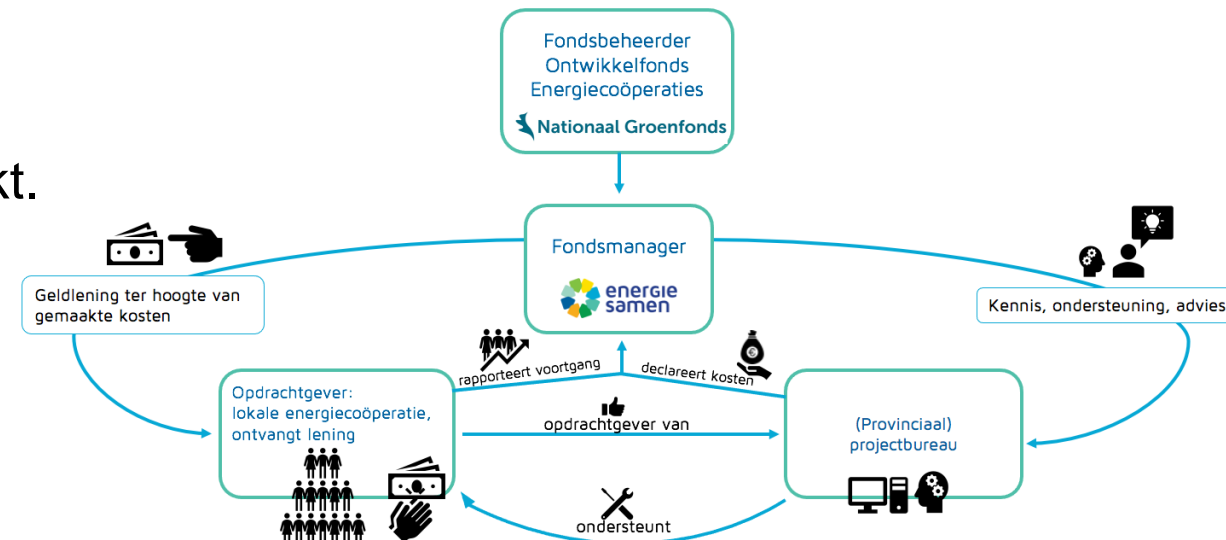 Fondsbeheerder
Ontwikkelfonds
Energiecoöperaties
Nationaal Groenfonds
kt.
Fondsmanager
energie
samen
Geldlening ter hoogte van
gemaakte kosten
Kennis, ondersteuning, advies
rapporteert voortgang
declareert kosten
Opdrachtgever:
lokale energiecoöperatie,
ontvangt lening
opdrachtgever van
(Provinciaal)
projectbureau
ondersteunt